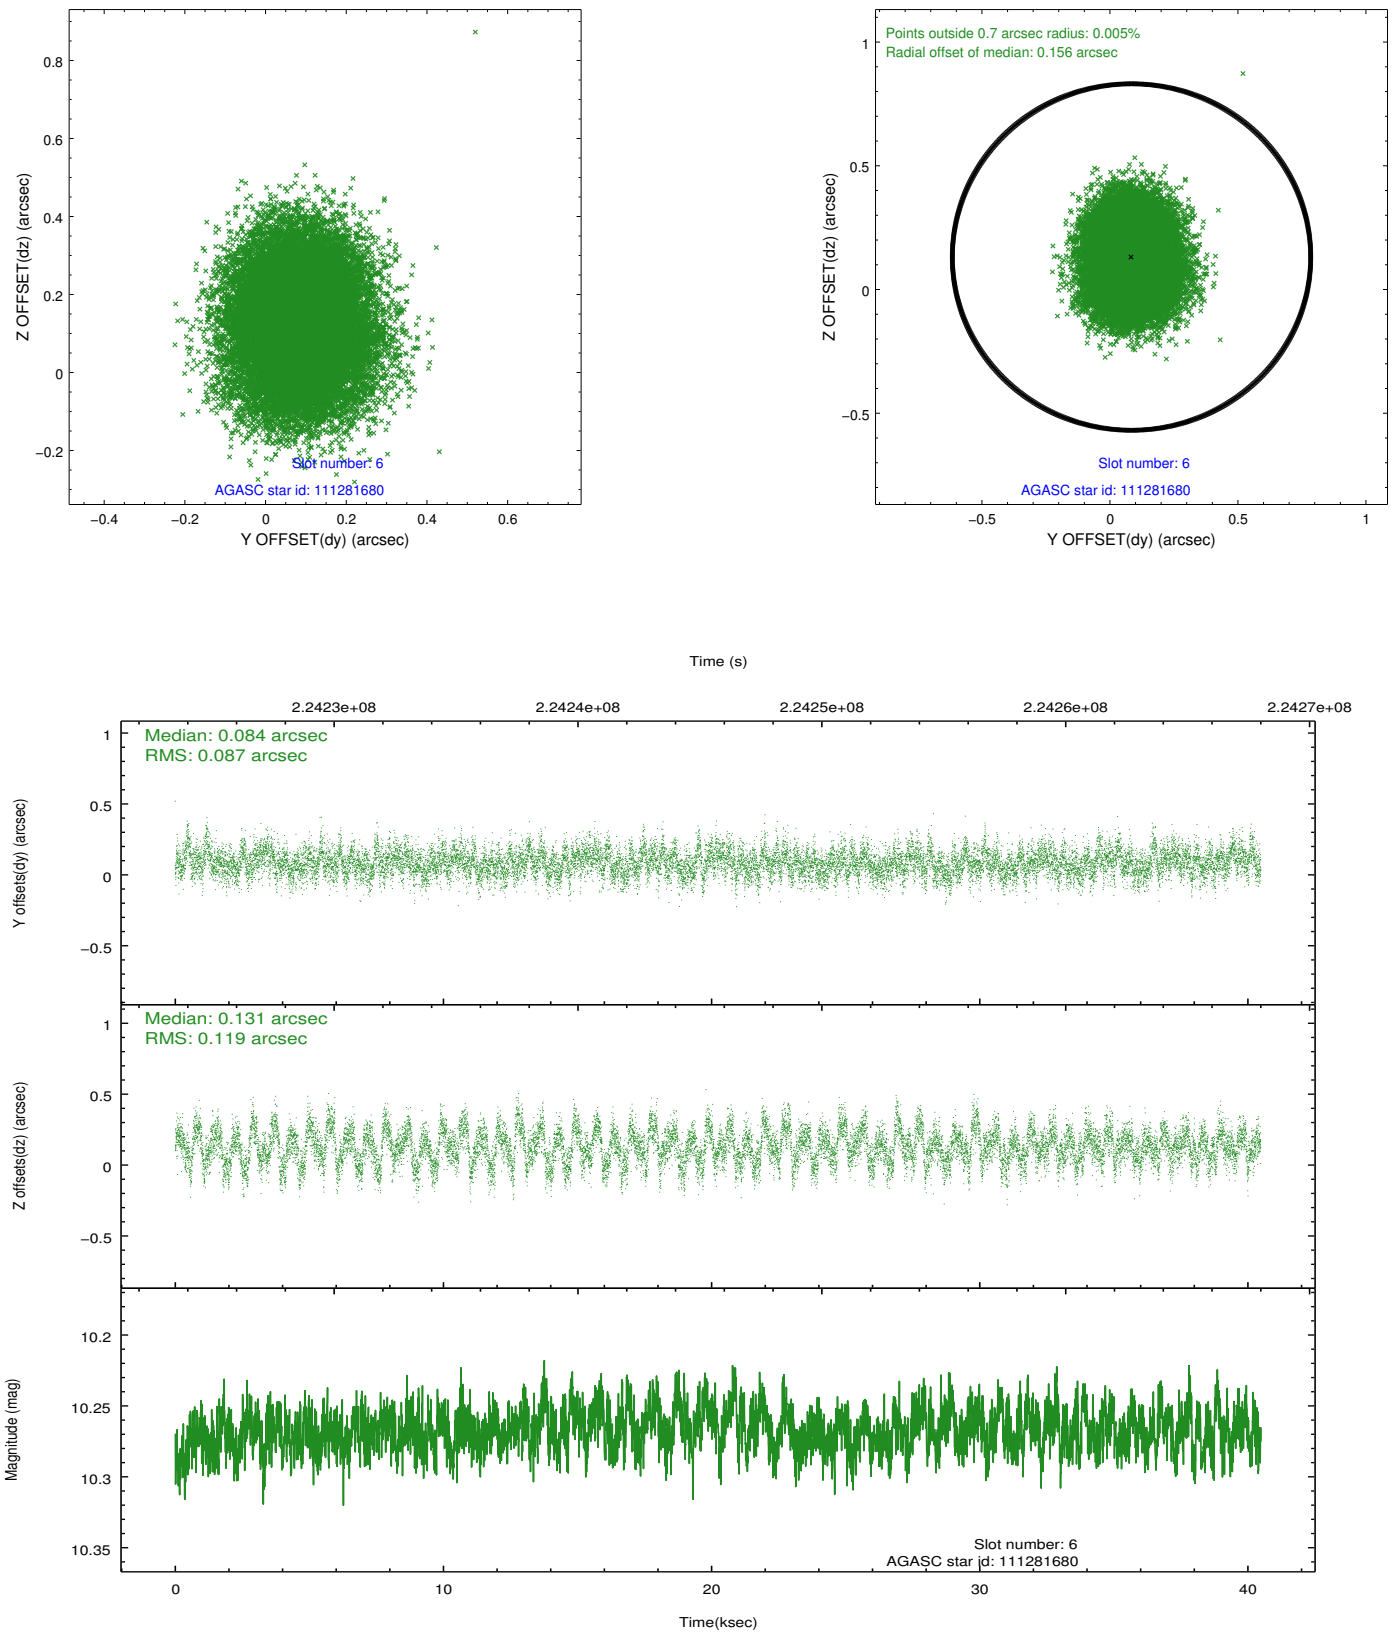 0.8
0.6
0.4
0.2
0
−0.2
−0.4
−0.2
0
0.2
0.4
0.6
Z OFFSET(dz) (arcsec)
Y OFFSET(dy) (arcsec)
Slot number: 6
AGASC star id: 111281680
Points outside 0.7 arcsec radius: 0.005%
Radial offset of median: 0.156 arcsec
1
0.5
0
−0.5
−0.5
0
0.5
1
Z OFFSET(dz) (arcsec)
Y OFFSET(dy) (arcsec)
Slot number: 6
AGASC star id: 111281680
Time (s)
2.2423e+08
2.2424e+08
2.2425e+08
2.2426e+08
2.2427e+08
Median: 0.084 arcsec
RMS: 0.087 arcsec
1
0.5
0
−0.5
Y offsets(dy) (arcsec)
Median: 0.131 arcsec
RMS: 0.119 arcsec
1
0.5
0
−0.5
Z offsets(dz) (arcsec)
10.2
10.25
10.3
10.35
Magnitude (mag)
Slot number: 6
AGASC star id: 111281680
0
10
20
30
40
Time(ksec)